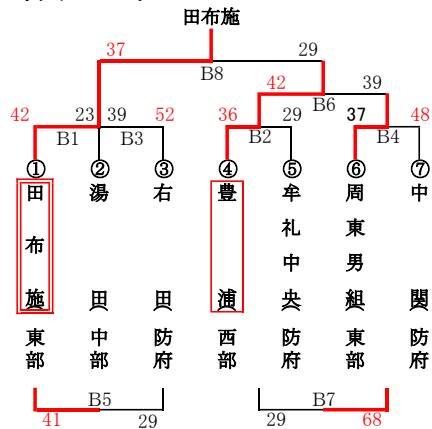 田布施
37 29
B8
42 39
B6
42 23 39 52 36 29 37 48
B1 B3 B2 B4
① ② ③ ④ ⑤ ⑥ ⑦
田布施(東部
湯田(中部
右田(防府
豊浦(西部
牟礼中央(防府
周東男組(東部
中関(防府
B5 B7
41 29 29 68